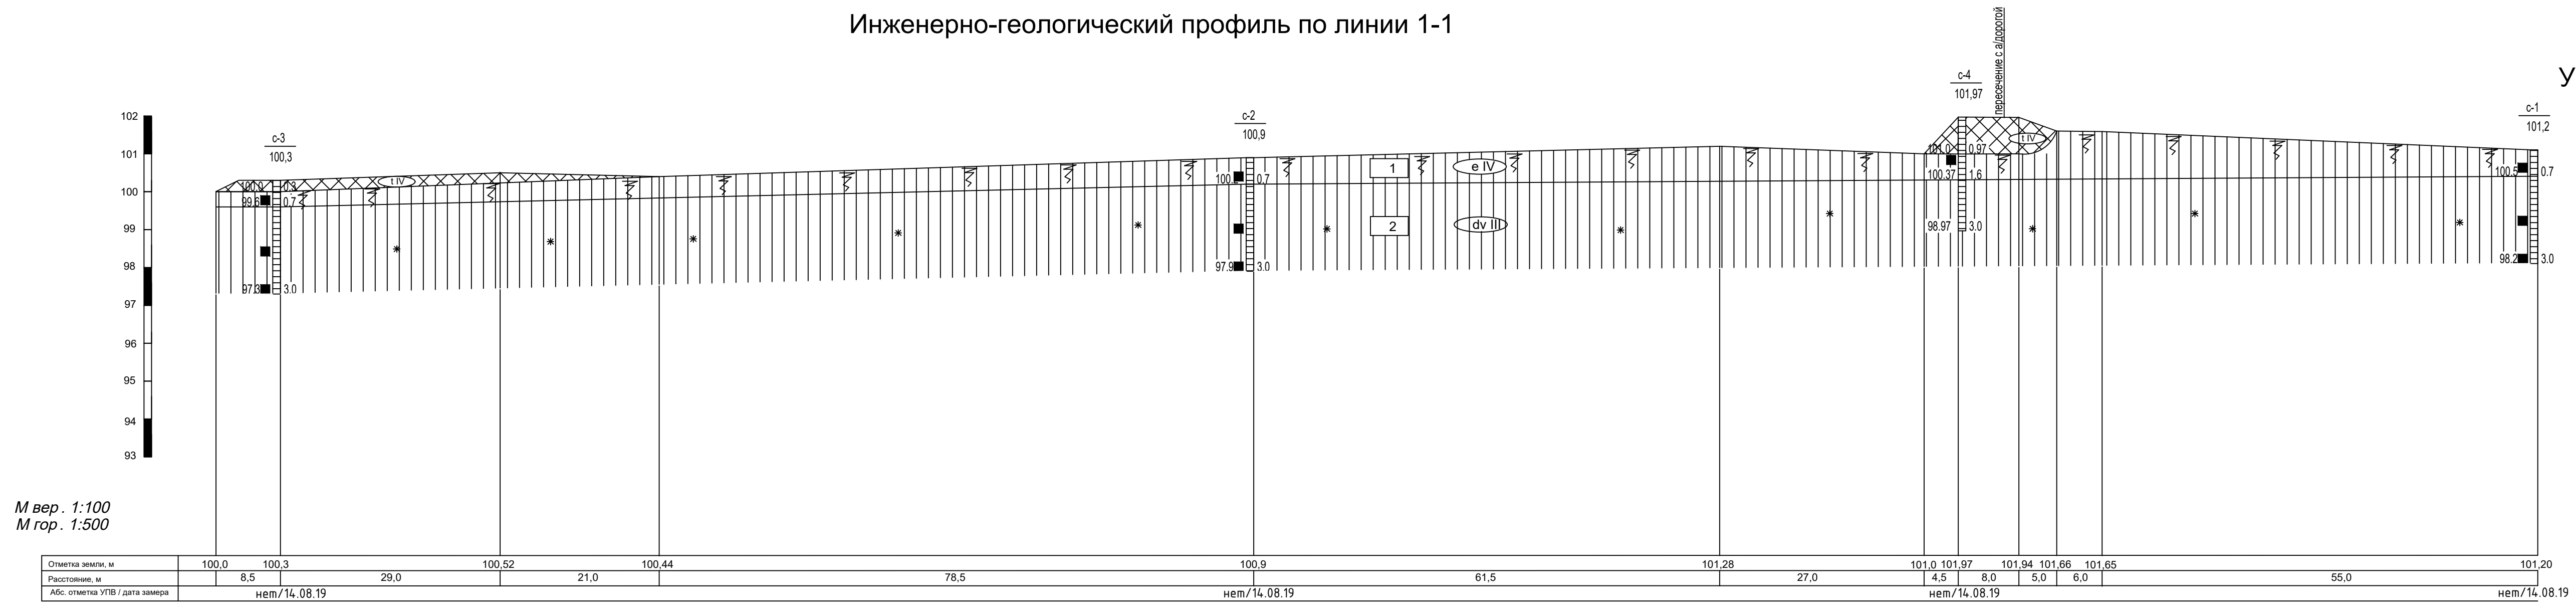 Инженерно-геологический профиль по линии 1-1
пересечение с а/дорогой
У
с-3
100,3
с-2
100,9
с-4
101,97
с-1
101,2
102
101
100
99
98
97
96
95
94
93
100.0 0.3
99.6 0.7
97.3 3.0
t IV
100.2 0.7
97.9 3.0
1 e IV
2 dv III
101.0 0.97
100.37 1.6
98.97 3.0
t IV
100.5 0.7
98.2 3.0
М вер . 1:100
М гор . 1:500
Отметка земли, м 100,0 100,3 100,52 100,44 100,9 101,28 101,0 101,97 101,94 101,66 101,65 101,20
Расстояние, м 8,5 29,0 21,0 78,5 61,5 27,0 4,5 8,0 5,0 6,0 55,0
Абс. отметка УПВ / дата замера нет/14.08.19 нет/14.08.19 нет/14.08.19 нет/14.08.19